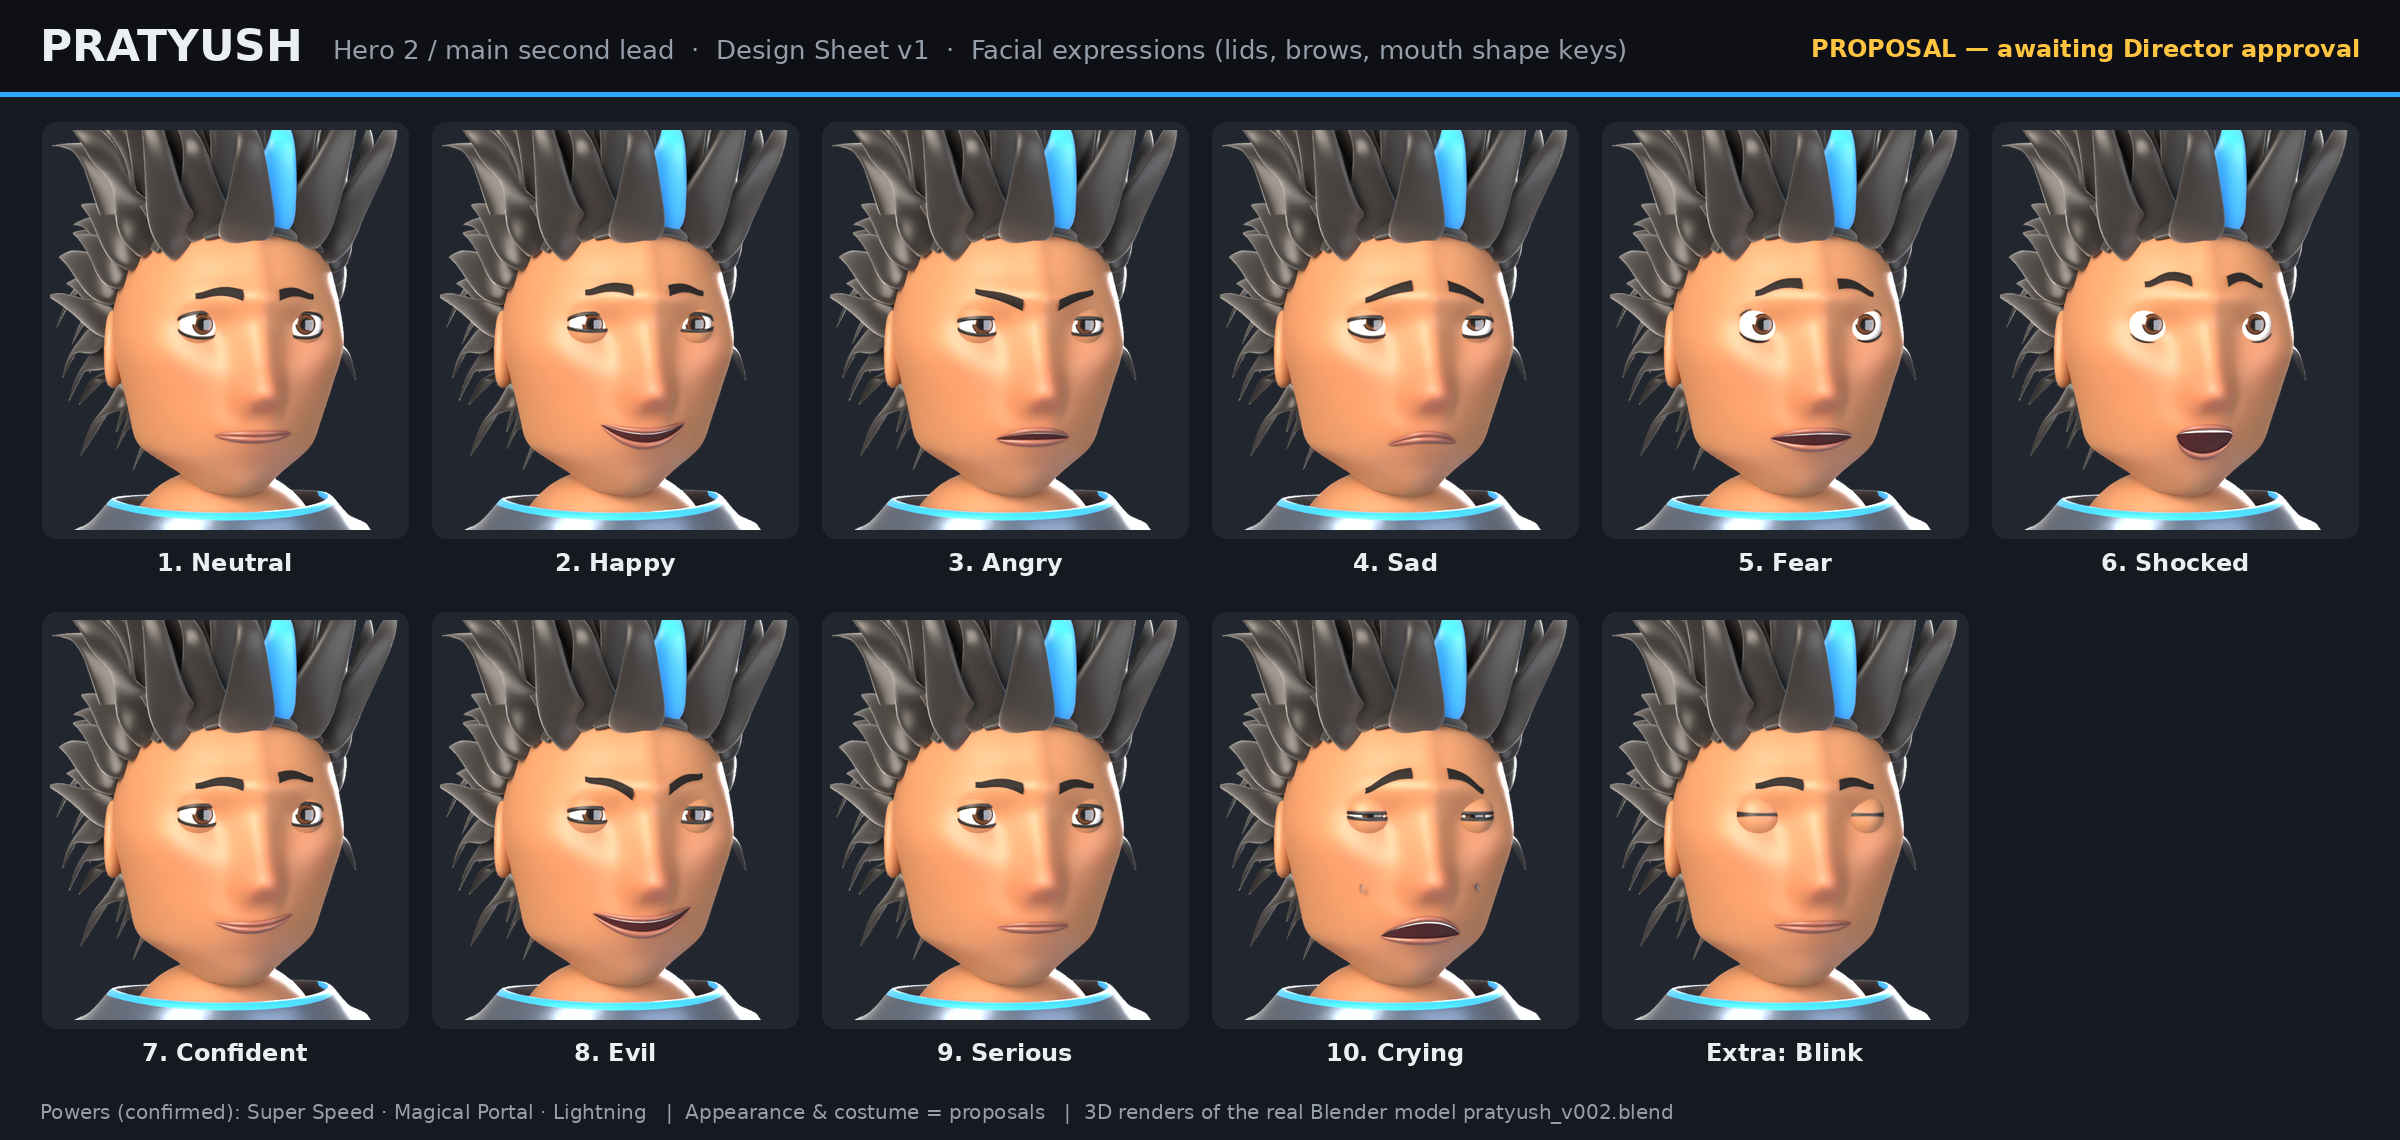 PRATYUSH Hero 2 / main second lead · Design Sheet v1 · Facial expressions (lids, brows, mouth shape keys) PROPOSAL — awaiting Director approval
1. Neutral 2. Happy 3. Angry 4. Sad 5. Fear 6. Shocked
7. Confident 8. Evil 9. Serious 10. Crying Extra: Blink
Powers (confirmed): Super Speed · Magical Portal · Lightning | Appearance & costume = proposals | 3D renders of the real Blender model pratyush_v002.blend